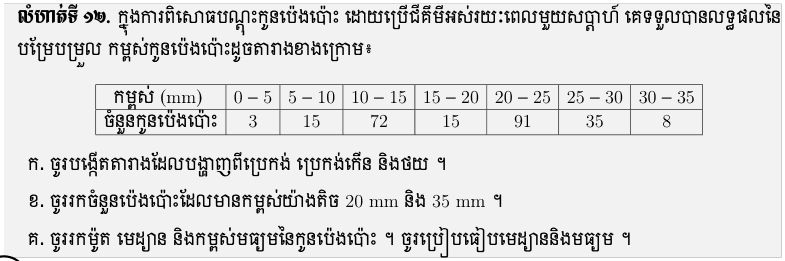 លំហាត់ទី ១៦. ក្នុងការពិសោធបណ្តុះកូនប៉េងប៉ោះ ដោយប្រើជីគីមីអស់រយៈពេលមួយសប្តាហ៍ គេទទួលបានលទ្ធផលនៃ
បម្រែបម្រួល កម្ពស់កូនប៉េងប៉ោះដូចតារាងខាងក្រោម៖
កម្ពស់ (mm) 0 – 5 5 – 10 10 – 15 15 – 20 20 – 25 25 – 30 30 – 35
ចំនួនកូនប៉េងប៉ោះ 3 15 72 15 91 35 8
ក. ចូរបង្កើតតារាងដែលបង្ហាញពីប្រេកង់ ប្រេកង់កើន និងថយ ។
ខ. ចូររកចំនួនប៉េងប៉ោះដែលមានកម្ពស់យ៉ាងតិច 20 mm និង 35 mm ។
គ. ចូររកម៉ូត មេដ្យាន និងកម្ពស់មធ្យមនៃកូនប៉េងប៉ោះ ។ ចូរប្រៀបធៀបមេដ្យាននិងមធ្យម ។